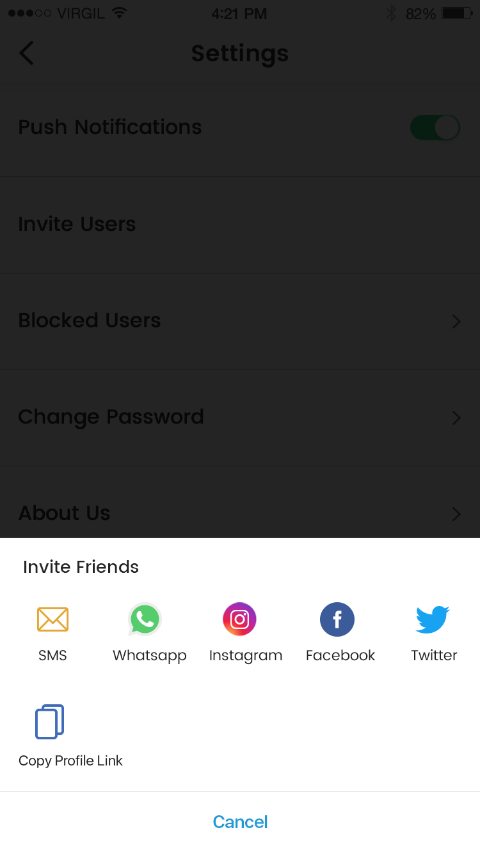 VIRGIL 4:21 PM 82%
Settings
Push Notifications
Invite Users
Blocked Users
Change Password
About Us
Invite Friends
SMS Whatsapp Instagram Facebook Twitter
Copy Profile Link
Cancel